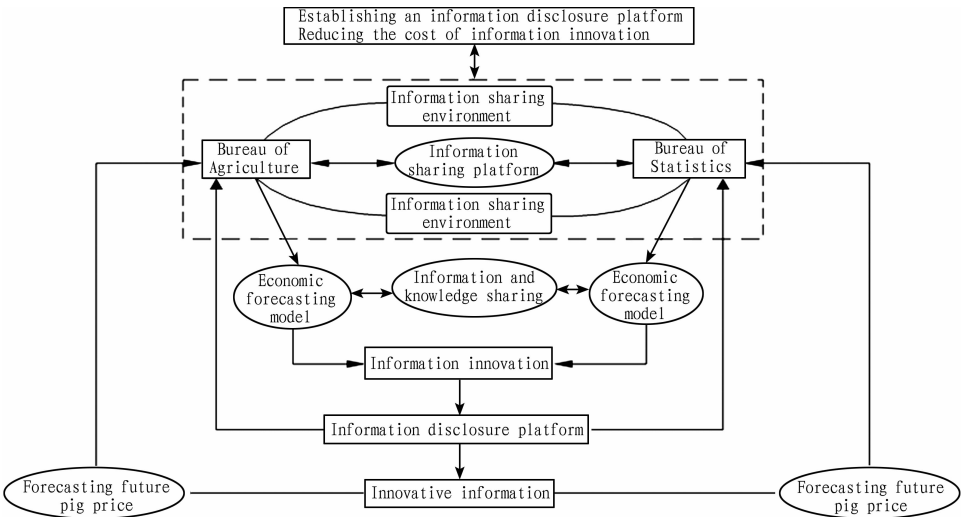 Establishing an information disclosure platform
Reducing the cost of information innovation
Information sharing
environment
Bureau of
Agriculture
Information
sharing platform
Bureau of
Statistics
Information sharing
environment
Economic
forecasting
model
Information and
knowledge sharing
Economic
forecasting
model
Information innovation
Information disclosure platform
Forecasting future
pig price
Innovative information
Forecasting future
pig price